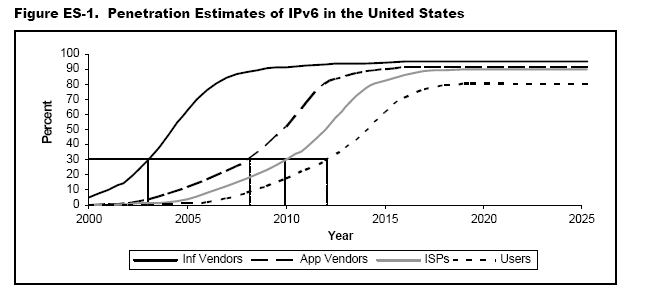 Figure ES-1. Penetration Estimates of IPv6 in the United States
100
90
80
70
60
50
40
30
20
10
0
Percent
2000 2005 2010 2015 2020 2025
Year
Inf Vendors App Vendors ISPs Users